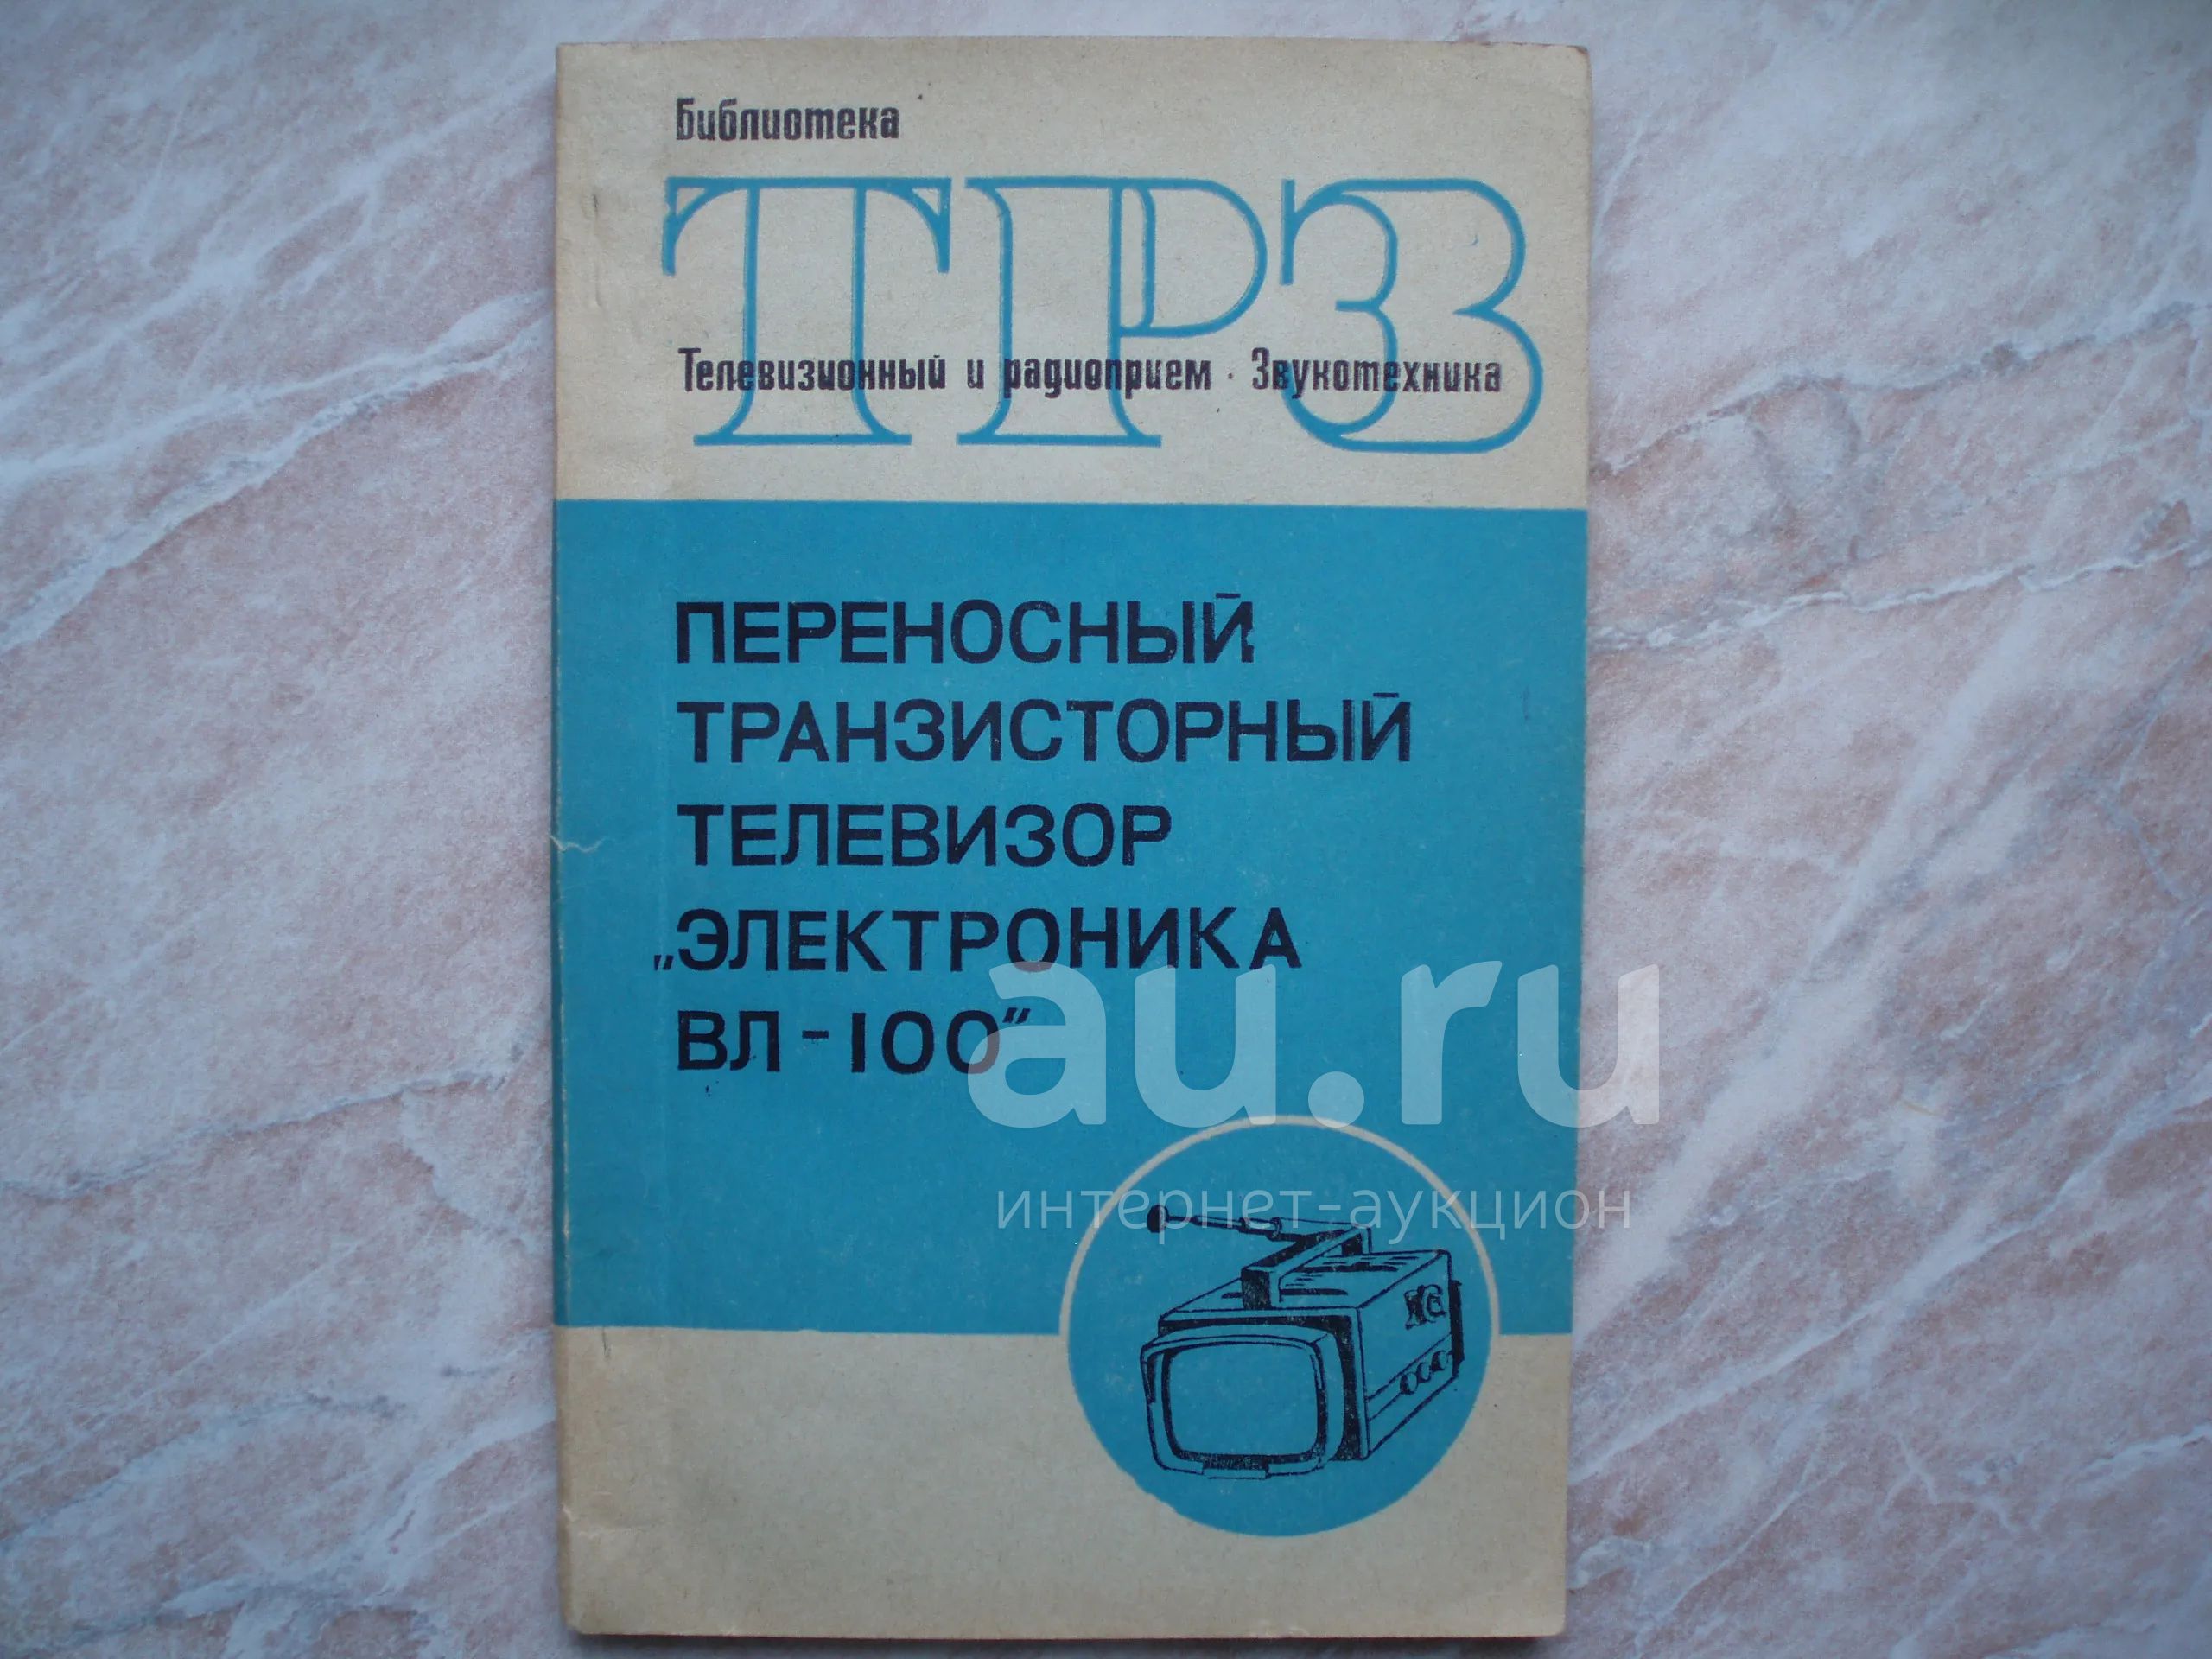 Библиотека
ТРЗ
Телевизионный и радиоприем · Звукотехника
ПЕРЕНОСНЫЙ
ТРАНЗИСТОРНЫЙ
ТЕЛЕВИЗОР
„ЭЛЕКТРОНИКА
ВЛ-100”
au.ru
интернет-аукцион